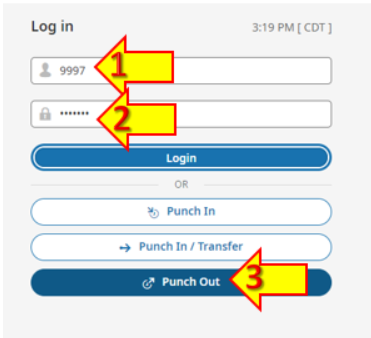 Log in 3:19 PM [ CDT ]
9997 1
••••••• 2
Login
OR
Punch In
Punch In / Transfer
Punch Out 3